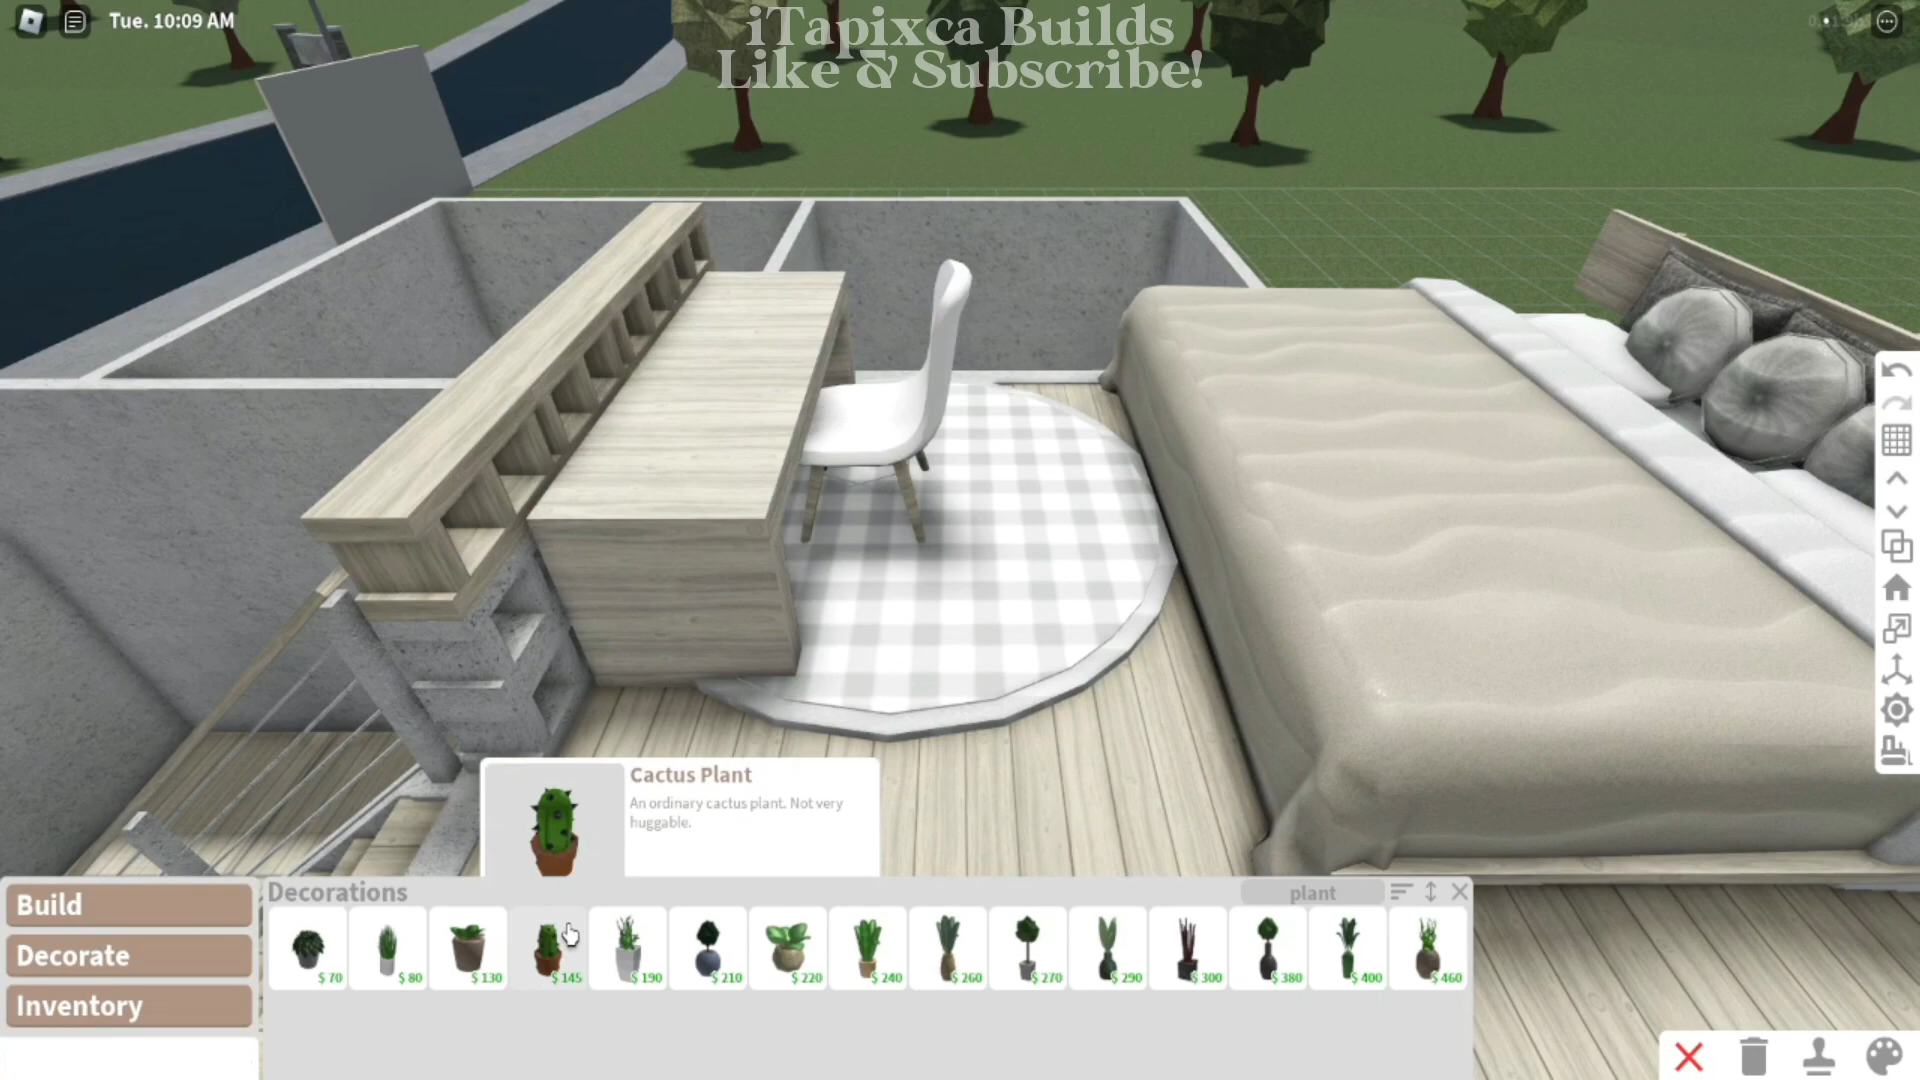 Tue. 10:09 AM
iTapixca Builds
Like & Subscribe!
Cactus Plant
An ordinary cactus plant. Not very
huggable.
Build
Decorate
Inventory
Decorations
plant
$ 70
$ 80
$ 130
$ 145
$ 190
$ 210
$ 220
$ 240
$ 260
$ 270
$ 290
$ 300
$ 380
$ 400
$ 460